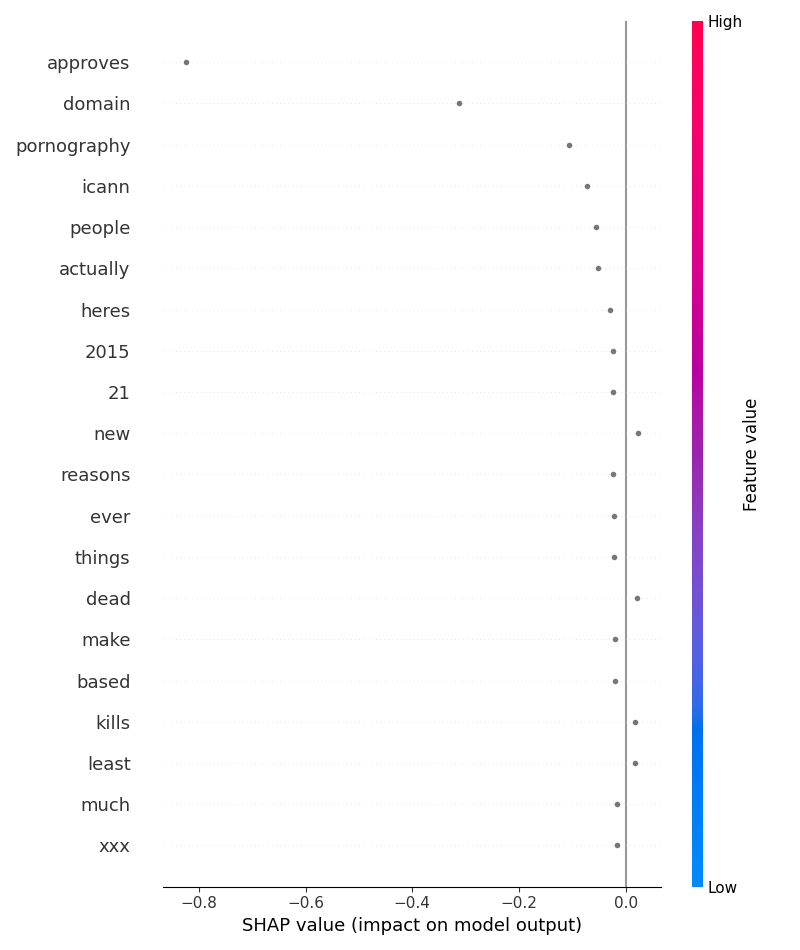 High
approves
domain
pornography
icann
people
actually
heres
2015
21
new
reasons
ever
things
dead
make
based
kills
least
much
xxx
Feature value
Low
−0.8 −0.6 −0.4 −0.2 0.0
SHAP value (impact on model output)